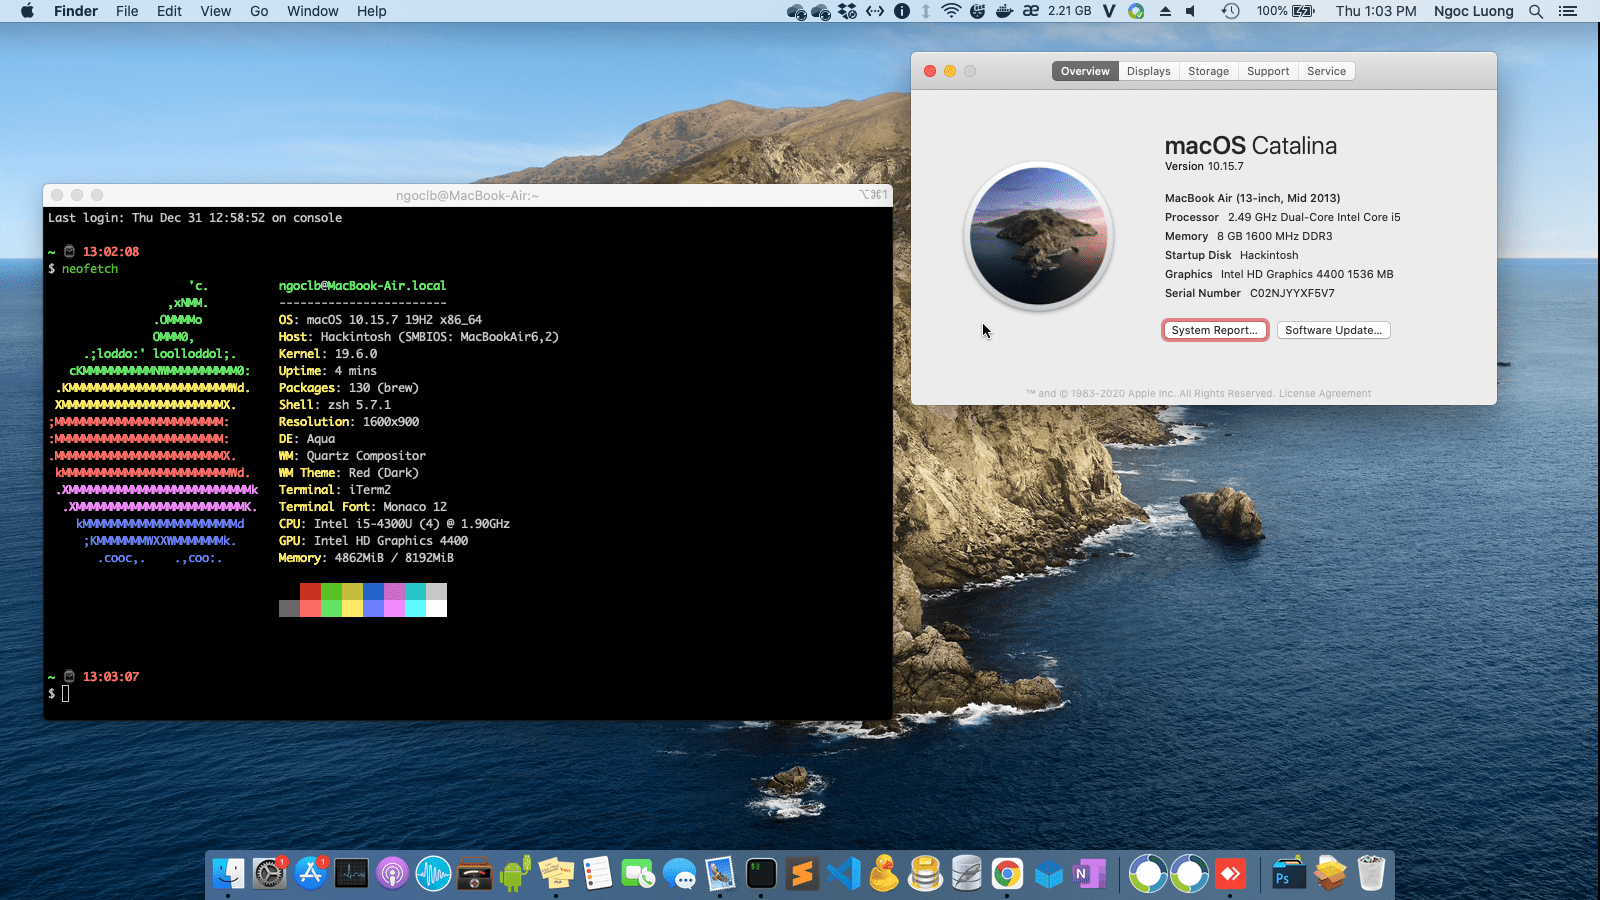 Finder File Edit View Go Window Help 2.21 GB 100% Thu 1:03 PM Ngoc Luong
Overview Displays Storage Support Service
macOS Catalina
Version 10.15.7
MacBook Air (13-inch, Mid 2013)
Processor 2.49 GHz Dual-Core Intel Core i5
Memory 8 GB 1600 MHz DDR3
Startup Disk Hackintosh
Graphics Intel HD Graphics 4400 1536 MB
Serial Number C02NJYYXF5V7
System Report... Software Update...
™ and © 1983-2020 Apple Inc. All Rights Reserved. License Agreement
ngoclb@MacBook-Air:~ ⌥⌘1
Last login: Thu Dec 31 12:58:52 on console
~ 13:02:08
$ neofetch
'c. ngoclb@MacBook-Air.local
,xNMM. ------------------------
.OMMMMo OS: macOS 10.15.7 19H2 x86_64
OMMM0, Host: Hackintosh (SMBIOS: MacBookAir6,2)
.;loddo:' loolloddol;. Kernel: 19.6.0
cKMMMMMMMMMMNWMMMMMMMMMM0: Uptime: 4 mins
.KMMMMMMMMMMMMMMMMMMMMMMMWd. Packages: 130 (brew)
XMMMMMMMMMMMMMMMMMMMMMMMX. Shell: zsh 5.7.1
;MMMMMMMMMMMMMMMMMMMMMMMM: Resolution: 1600x900
:MMMMMMMMMMMMMMMMMMMMMMMM: DE: Aqua
.MMMMMMMMMMMMMMMMMMMMMMMMX. WM: Quartz Compositor
kMMMMMMMMMMMMMMMMMMMMMMMMWd. WM Theme: Red (Dark)
.XMMMMMMMMMMMMMMMMMMMMMMMMMMk Terminal: iTerm2
.XMMMMMMMMMMMMMMMMMMMMMMMMK. Terminal Font: Monaco 12
kMMMMMMMMMMMMMMMMMMMMMMd CPU: Intel i5-4300U (4) @ 1.90GHz
;KMMMMMMMWXXWMMMMMMMk. GPU: Intel HD Graphics 4400
.cooc,. .,coo:. Memory: 4862MiB / 8192MiB
~ 13:03:07
$
1 1 Ps